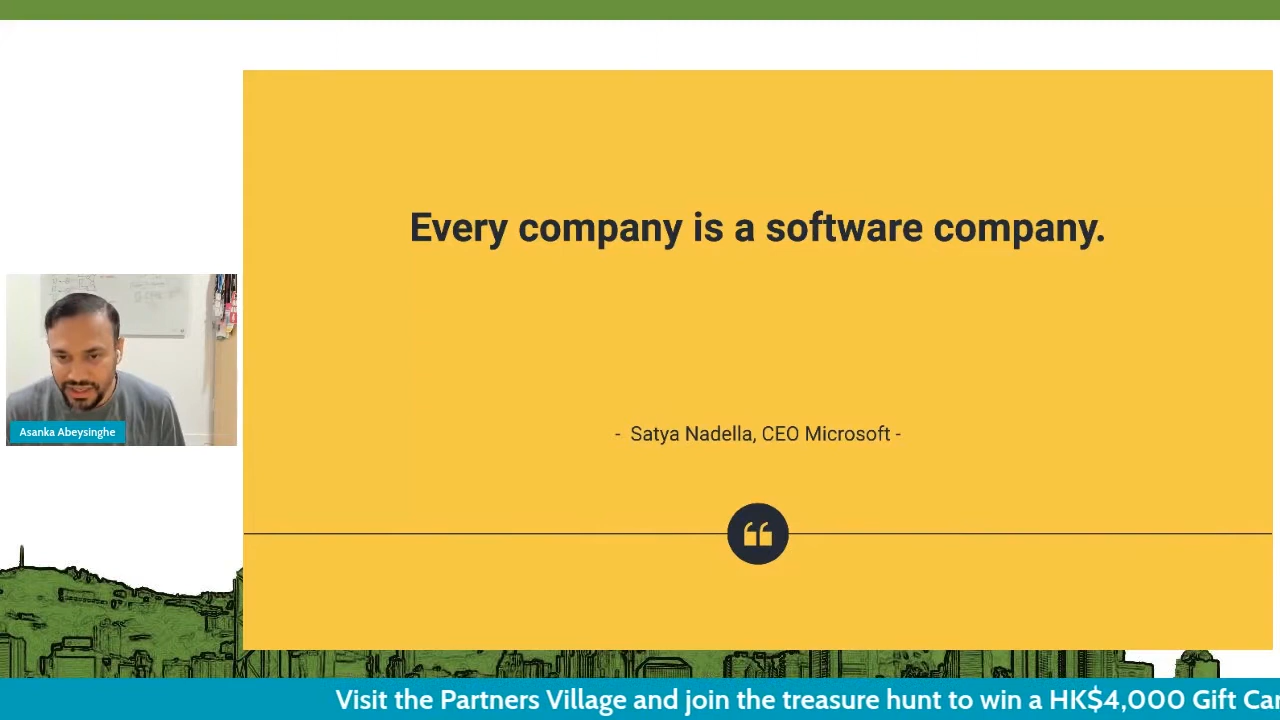 Every company is a software company.
- Satya Nadella, CEO Microsoft -
Asanka Abeysinghe
Visit the Partners Village and join the treasure hunt to win a HK$4,000 Gift Car